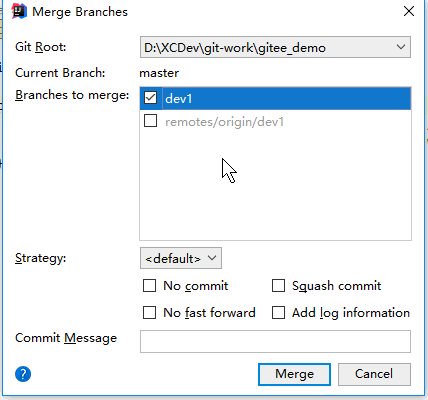 Merge Branches
Git Root: D:\XCDev\git-work\gitee_demo
Current Branch: master
Branches to merge: dev1
remotes/origin/dev1
Strategy: <default>
No commit Squash commit
No fast forward Add log information
Commit Message
? Merge Cancel